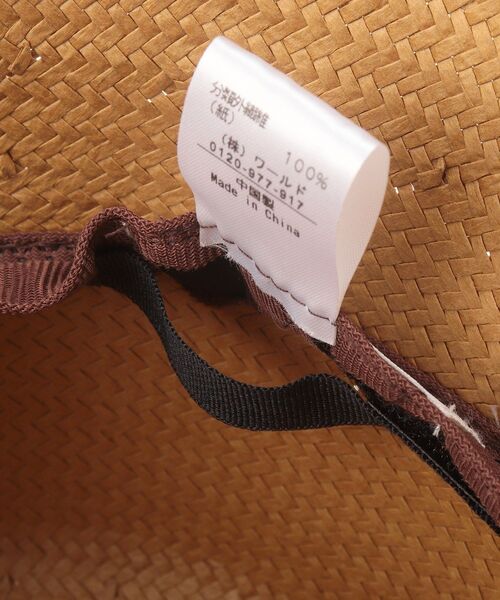 分類外繊維
(紙)
100%
(株)ワールド
0120-977-917
中国製
Made in China